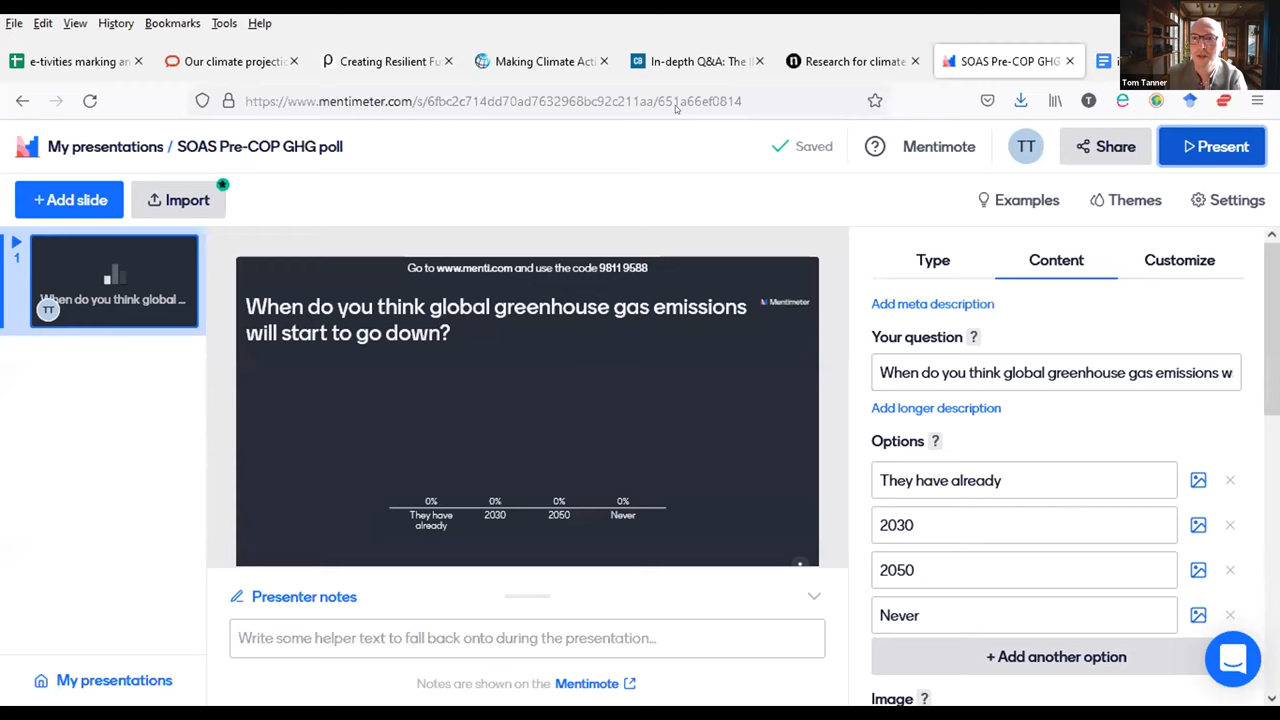 File Edit View History Bookmarks Tools Help
e-tivities marking an
Our climate projectio
Creating Resilient Fu
Making Climate Acti
In-depth Q&A: The I
Research for climate
SOAS Pre-COP GHG
Tom Tanner
My presentations / SOAS Pre-COP GHG poll
Saved
Mentimote
TT
Share
Present
+ Add slide
Import
Examples
Themes
Settings
1
When do you think global ...
TT
Go to www.menti.com and use the code 9811 9588
When do you think global greenhouse gas emissions
will start to go down?
Mentimeter
0% 0% 0% 0%
They have
already
2030
2050
Never
Presenter notes
Write some helper text to fall back onto during the presentation...
Notes are shown on the Mentimote
My presentations
Type Content Customize
Add meta description
Your question ?
When do you think global greenhouse gas emissions w
Add longer description
Options ?
They have already
2030
2050
Never
+ Add another option
Image ?